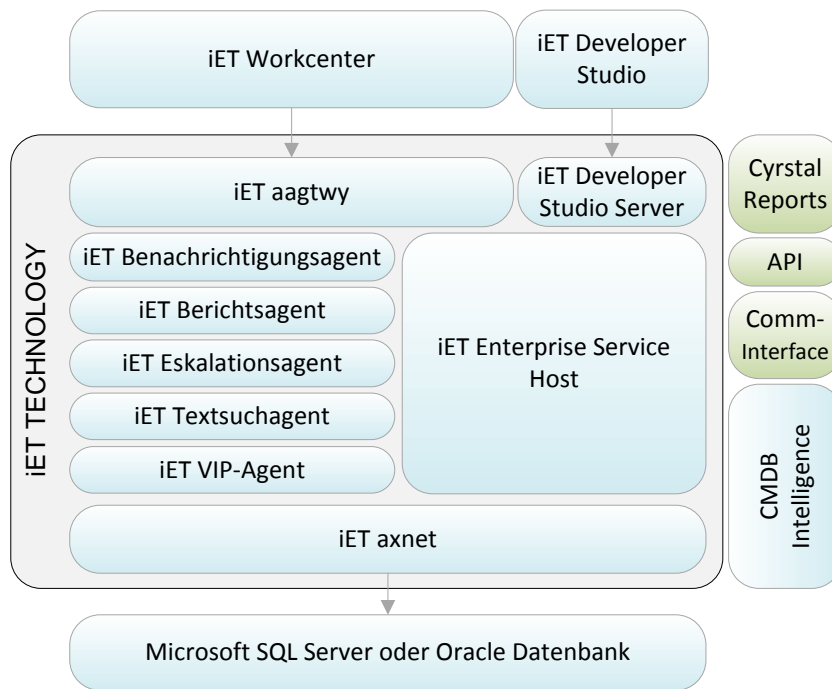 iET Workcenter
iET Developer
Studio
iET TECHNOLOGY
iET aagtwy
iET Developer
Studio Server
iET Benachrichtigungsagent
iET Berichtsagent
iET Eskalationsagent
iET Textsuchagent
iET VIP-Agent
iET Enterprise Service
Host
iET axnet
Cyrstal
Reports
API
Comm-
Interface
CMDB
Intelligence
Microsoft SQL Server oder Oracle Datenbank